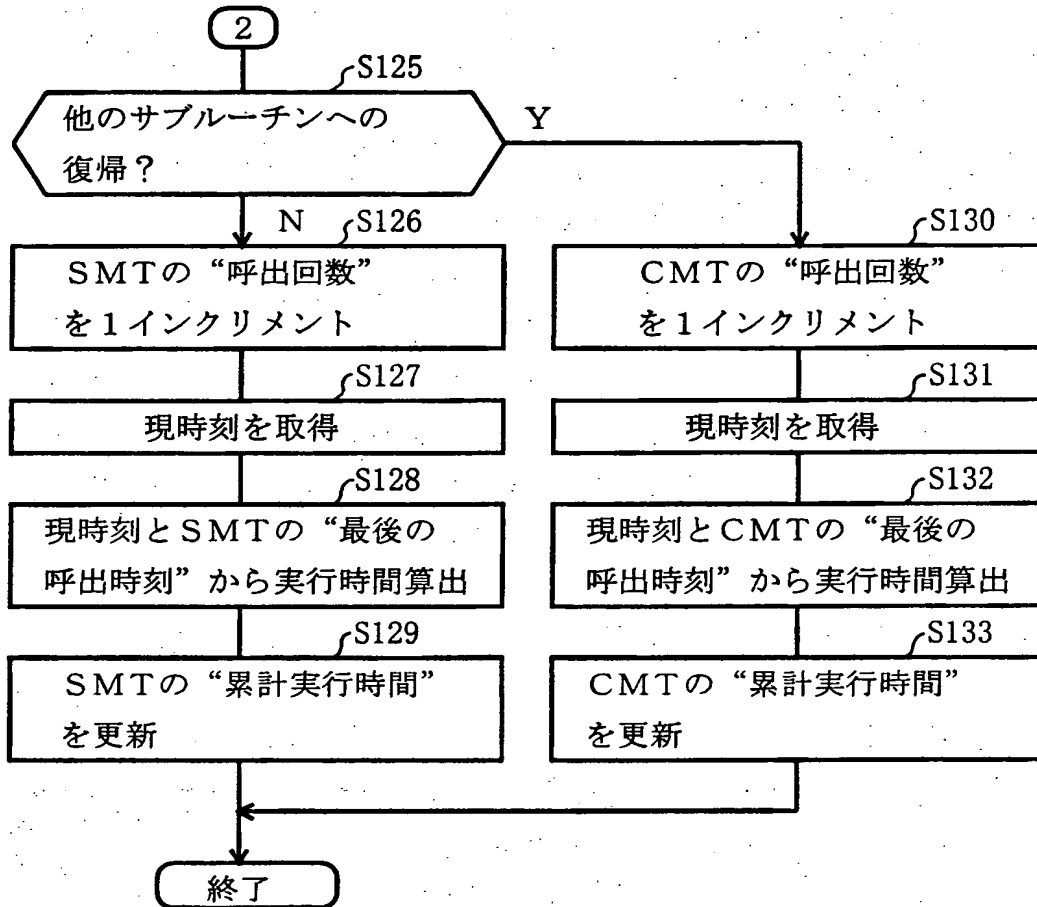 2
S125
他のサブルーチンへの
復帰?
Y
N
S126
SMTの“呼出回数”
を1インクリメント
S127
現時刻を取得
S128
現時刻とSMTの“最後の
呼出時刻”から実行時間算出
S129
SMTの“累計実行時間”
を更新
S130
CMTの“呼出回数”
を1インクリメント
S131
現時刻を取得
S132
現時刻とCMTの“最後の
呼出時刻”から実行時間算出
S133
CMTの“累計実行時間”
を更新
終了